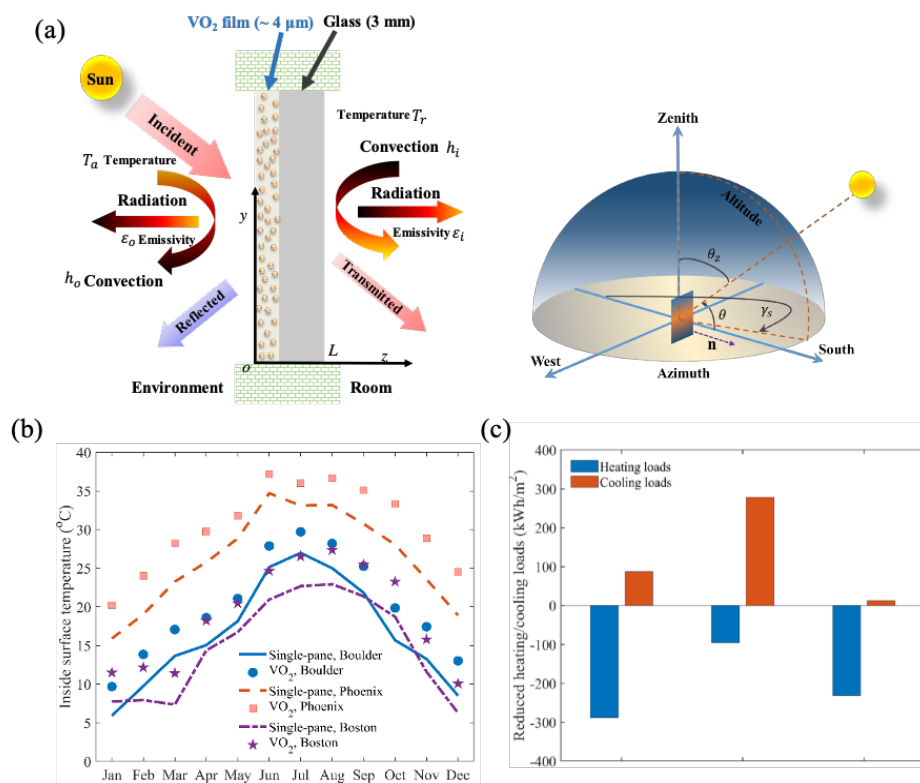 (a)
VO₂ film (~ 4 μm)
Glass (3 mm)
Sun
Incident
Tₐ Temperature
Radiation
εₒ Emissivity
hₒ Convection
Reflected
y
o
L
z
Environment
Room
Temperature Tᵣ
Convection hᵢ
Radiation
Emissivity εᵢ
Transmitted
Zenith
Altitude
θ_z
θ
γₛ
n
South
West
Azimuth
(b)
Inside surface temperature (°C)
40
35
30
25
20
15
10
5
0
Jan Feb Mar Apr May Jun Jul Aug Sep Oct Nov Dec
Single-pane, Boulder
VO₂, Boulder
Single-pane, Phoenix
VO₂, Phoenix
Single-pane, Boston
VO₂, Boston
(c)
Reduced heating/cooling loads (kWh/m²)
400
300
200
100
0
-100
-200
-300
-400
Heating loads
Cooling loads